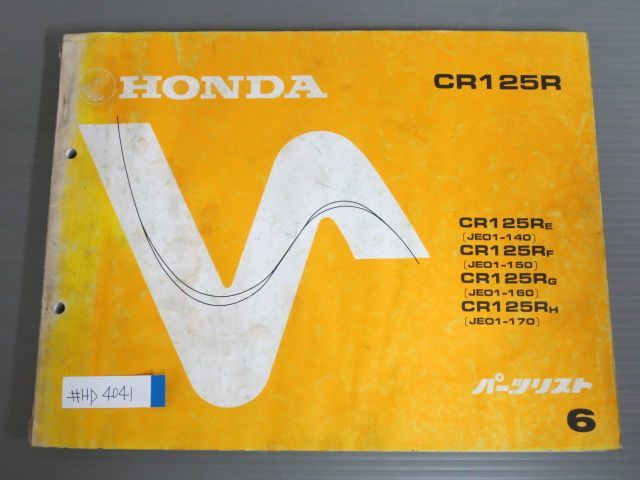 HONDA
CR125R
CR125RE
(JE01-140)
CR125RF
(JE01-150)
CR125RG
(JE01-160)
CR125RH
(JE01-170)
パーツリスト
6
#HD 4041